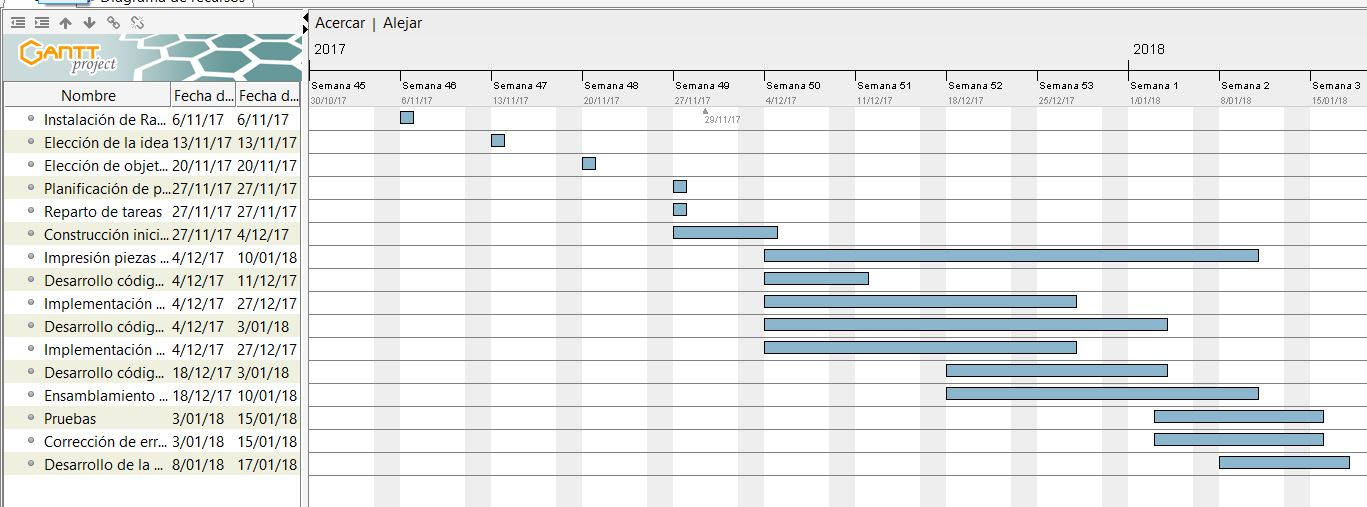 Diagrama de recursos
Acercar | Alejar
GANTT
project
2017
2018
Nombre Fecha d... Fecha d...
Semana 45 Semana 46 Semana 47 Semana 48 Semana 49 Semana 50 Semana 51 Semana 52 Semana 53 Semana 1 Semana 2 Semana 3
30/10/17 6/11/17 13/11/17 20/11/17 27/11/17 4/12/17 11/12/17 18/12/17 25/12/17 1/01/18 8/01/18 15/01/18
29/11/17
Instalación de Ra... 6/11/17 6/11/17
Elección de la idea 13/11/17 13/11/17
Elección de objet... 20/11/17 20/11/17
Planificación de p... 27/11/17 27/11/17
Reparto de tareas 27/11/17 27/11/17
Construcción inici... 27/11/17 4/12/17
Impresión piezas ... 4/12/17 10/01/18
Desarrollo códig... 4/12/17 11/12/17
Implementación ... 4/12/17 27/12/17
Desarrollo códig... 4/12/17 3/01/18
Implementación ... 4/12/17 27/12/17
Desarrollo códig... 18/12/17 3/01/18
Ensamblamiento ... 18/12/17 10/01/18
Pruebas 3/01/18 15/01/18
Corrección de err... 3/01/18 15/01/18
Desarrollo de la ... 8/01/18 17/01/18